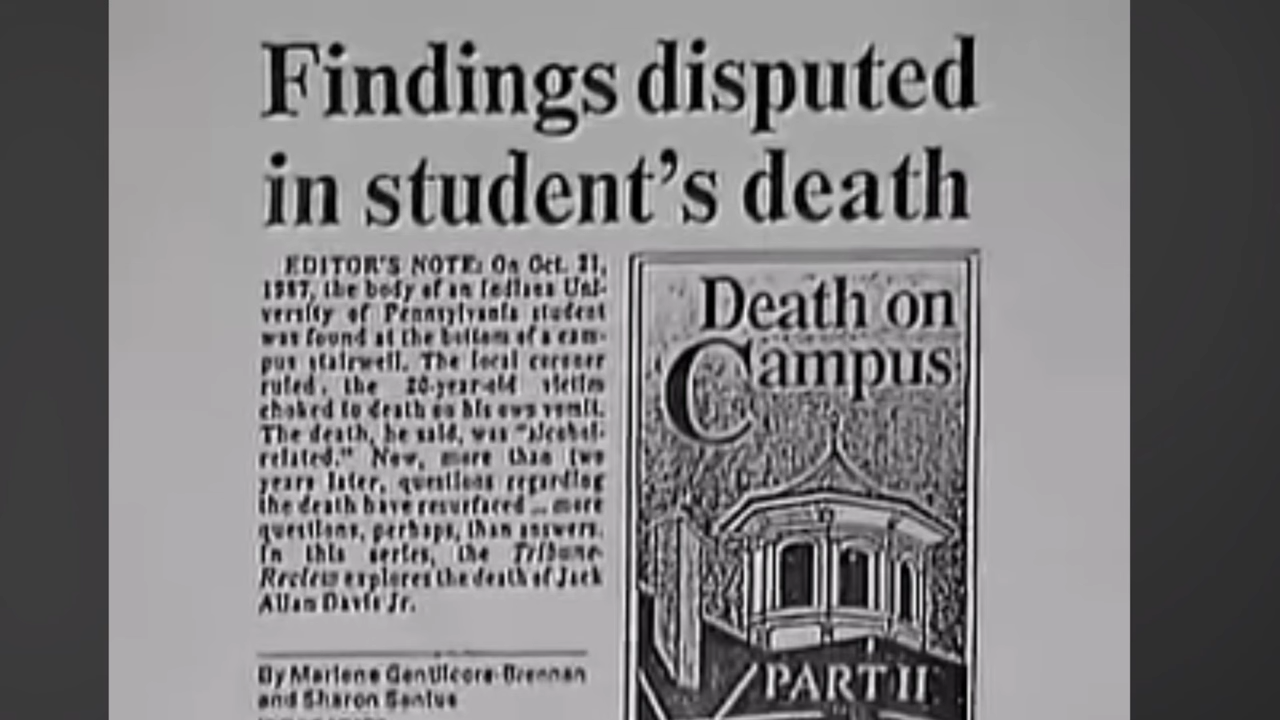 Findings disputed
in student's death
EDITOR'S NOTE: On Oct. 21,
1987, the body of an Indiana Uni-
versity of Pennsylvania student
was found at the bottom of a cam-
pus stairwell. The local coroner
ruled, the 20-year-old victim
choked to death on his own vomit.
The death, he said, was "alcohol-
related." Now, more than two
years later, questions regarding
the death have resurfaced ... more
questions, perhaps, than answers.
In this series, the Tribune-
Review explores the death of Jack
Allan Davis Jr.
By Marlene Gentilcore-Brennan
and Sharon Santus
Death on
Campus
PART II